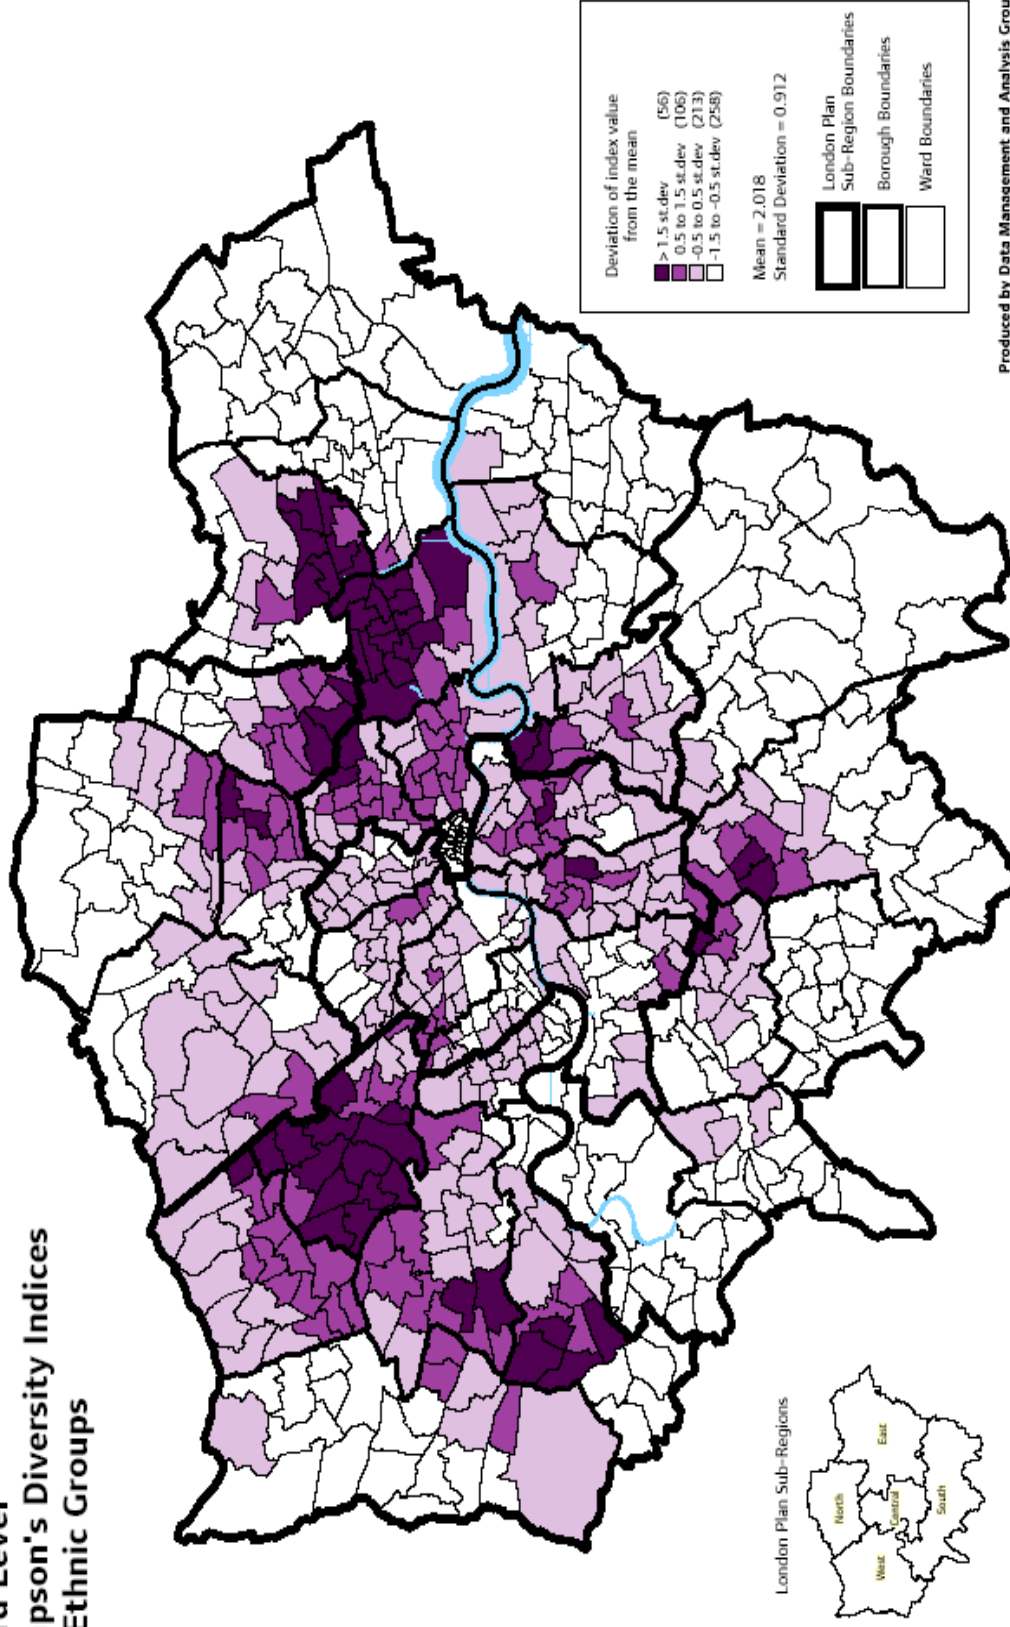 Level
pson's Diversity Indices
Ethnic Groups
Deviation of index value
from the mean
> 1.5 st.dev (56)
0.5 to 1.5 st.dev (106)
-0.5 to 0.5 st.dev (213)
-1.5 to -0.5 st.dev (258)
Mean = 2.018
Standard Deviation = 0.912
London Plan
Sub-Region Boundaries
Borough Boundaries
Ward Boundaries
London Plan Sub-Regions
North
West
Central
East
South
Produced by Data Management and Analysis Grou